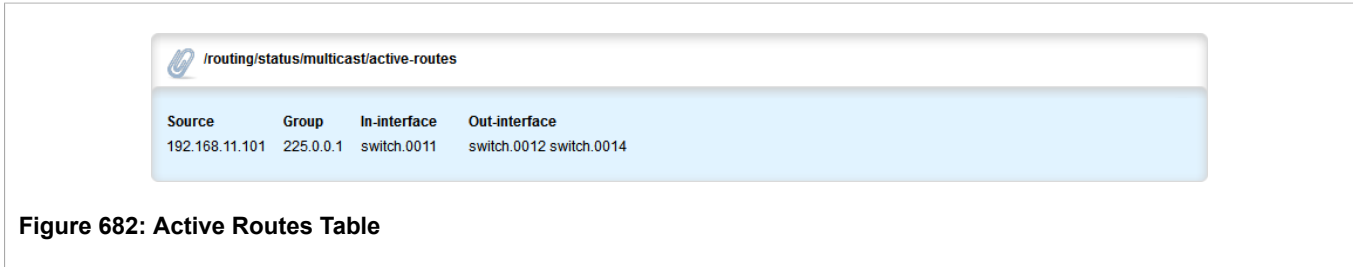 /routing/status/multicast/active-routes
Source Group In-interface Out-interface
192.168.11.101 225.0.0.1 switch.0011 switch.0012 switch.0014
Figure 682: Active Routes Table